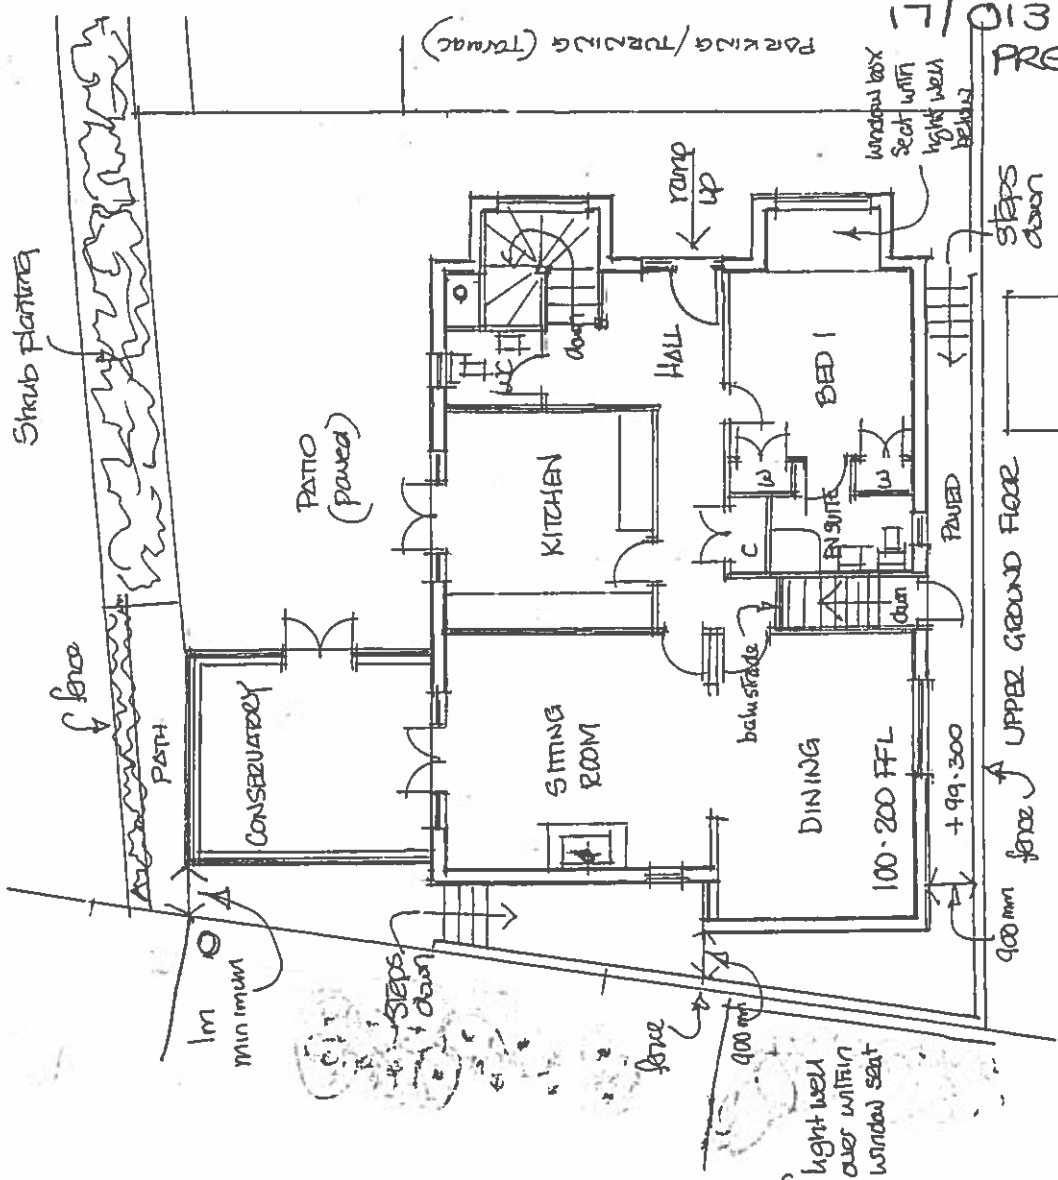 17/013
PRE
PARKING/TURNING (Tarmac)
window box
seat with
light well
below
Shrub planting
ramp
up
steps
down
PATIO
(paved)
WC
down
HALL
BED 1
KITCHEN
W
W
C
ENSUITE
PAVED
UPPER GROUND FLOOR
fence
PATH
CONSERVATORY
SITTING
ROOM
balustrade
down
DINING
100.200 FFL
+99.300
fence
900mm
1m
minimum
Steps
down
fence
900mm
light well
over within
window seat